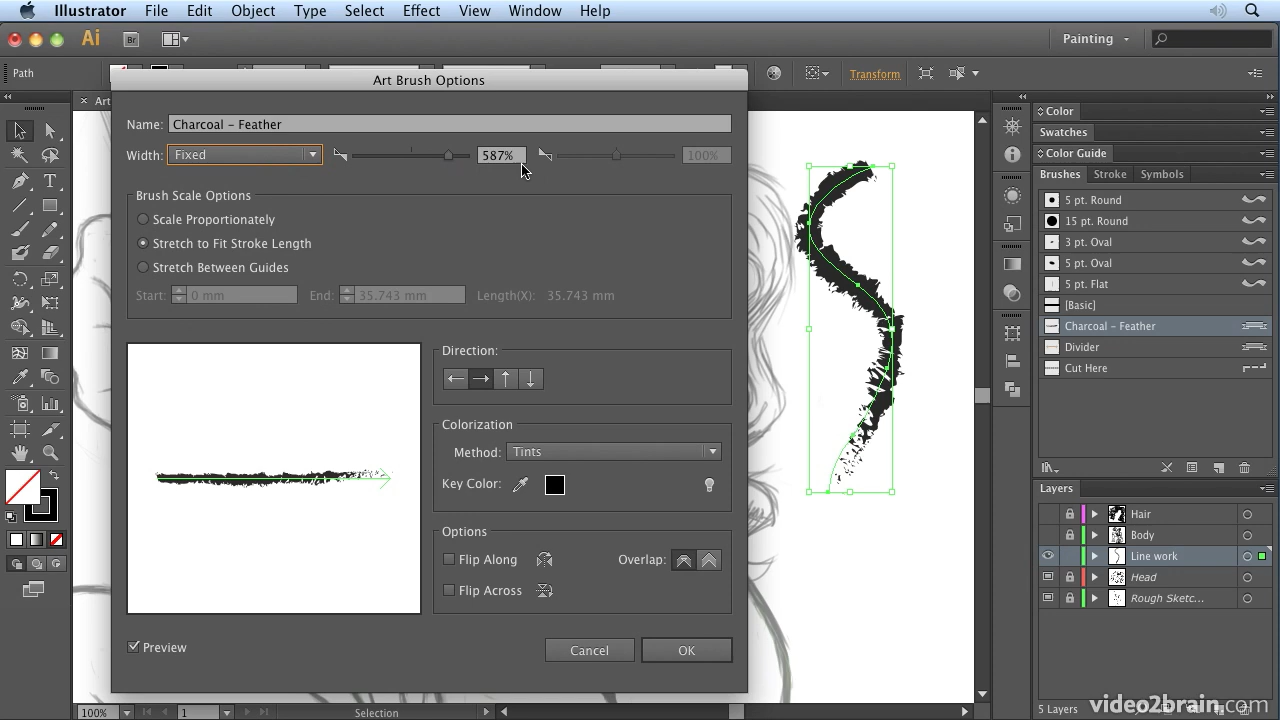 Illustrator File Edit Object Type Select Effect View Window Help
Ai Br Painting
Path Transform
Art
Art Brush Options
Name: Charcoal – Feather
Width: Fixed 587% 100%
Brush Scale Options
Scale Proportionately
Stretch to Fit Stroke Length
Stretch Between Guides
Start: 0 mm End: 35.743 mm Length(X): 35.743 mm
Direction:
Colorization
Method: Tints
Key Color:
Options
Flip Along Overlap:
Flip Across
Preview
Cancel OK
Color
Swatches
Color Guide
Brushes Stroke Symbols
5 pt. Round
15 pt. Round
3 pt. Oval
5 pt. Oval
5 pt. Flat
[Basic]
Charcoal – Feather
Divider
Cut Here
Layers
Hair
Body
Line work
Head
Rough Sketc...
5 Layers
100% 1 Selection
video2brain.com